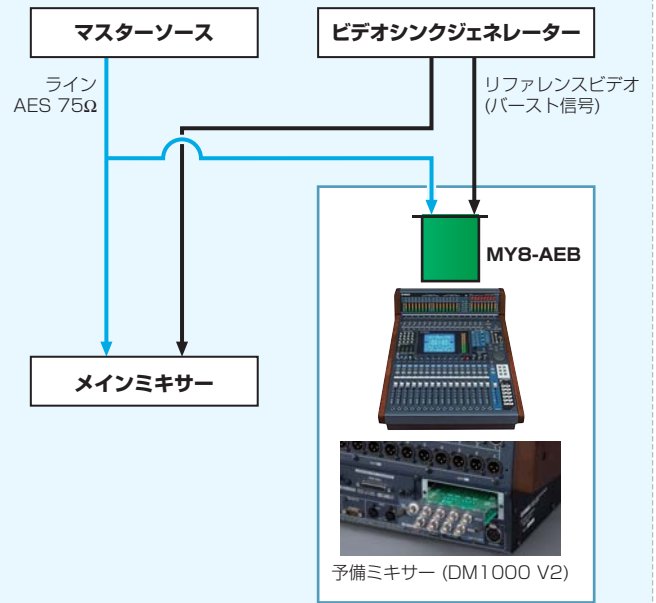 マスターソース
ビデオシンクジェネレーター
ライン
AES 75Ω
リファレンスビデオ
(バースト信号)
MY8-AEB
メインミキサー
予備ミキサー (DM1000 V2)